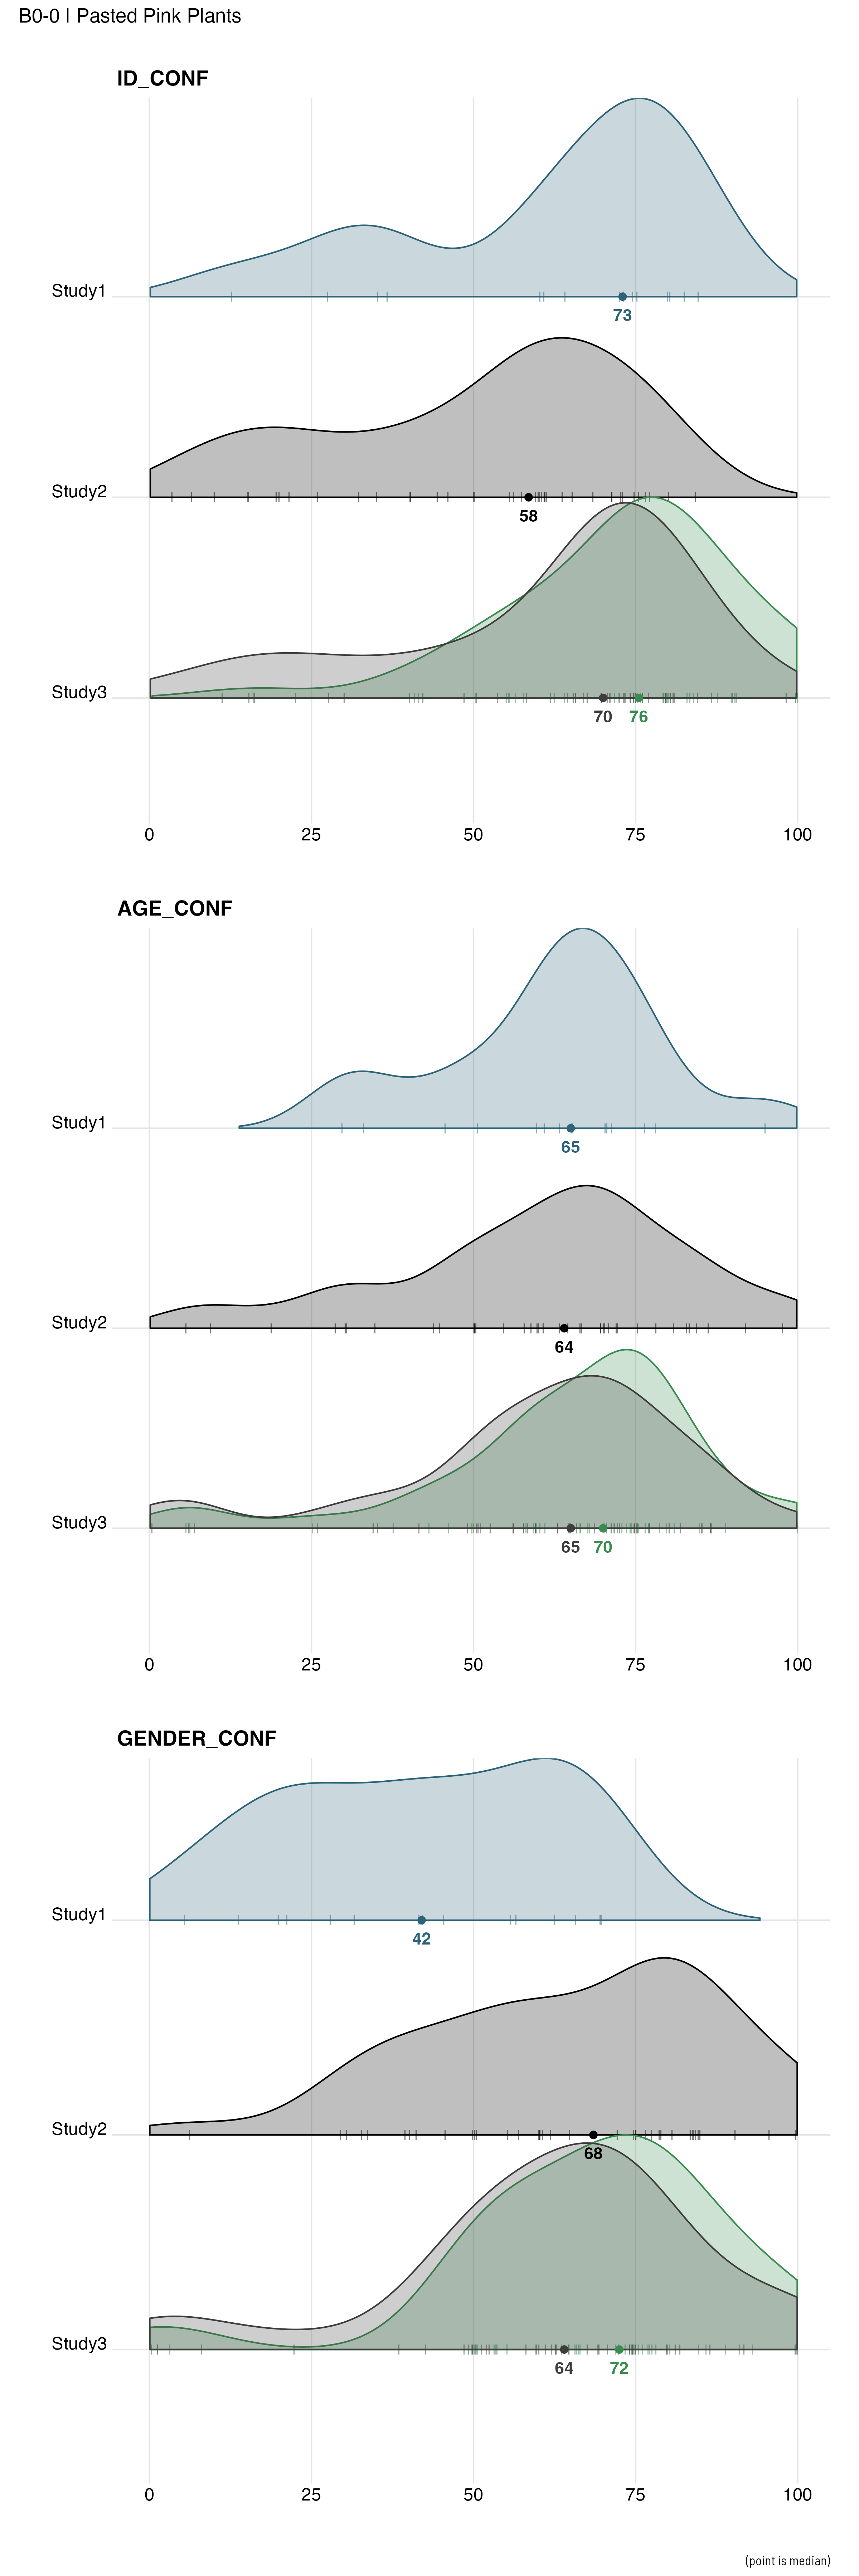 B0-0 | Pasted Pink Plants
ID_CONF
Study1
73
Study2
58
Study3
70 76
0 25 50 75 100
AGE_CONF
Study1
65
Study2
64
Study3
65 70
0 25 50 75 100
GENDER_CONF
Study1
42
Study2
68
Study3
64 72
0 25 50 75 100
(point is median)